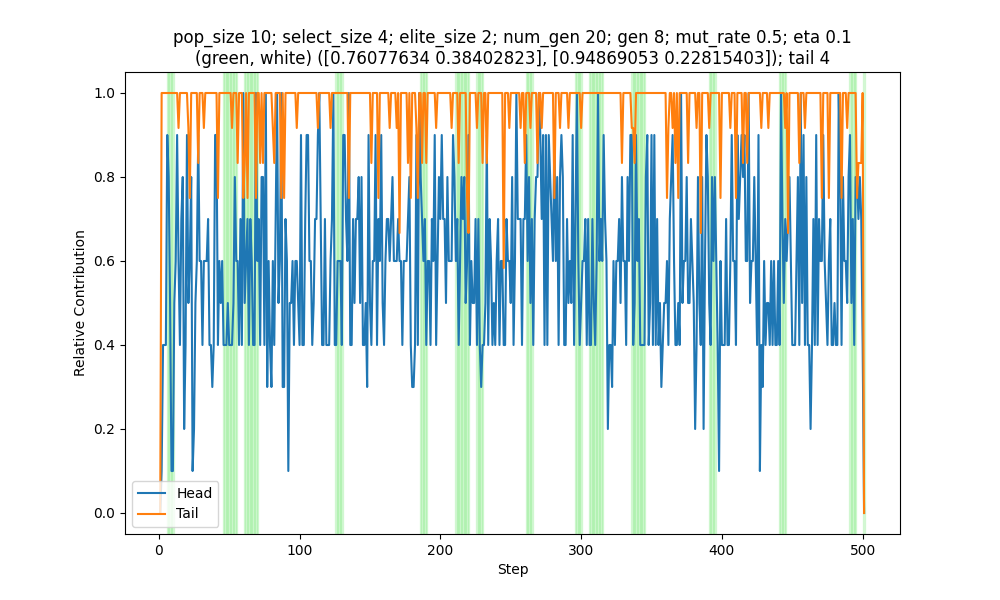 pop_size 10; select_size 4; elite_size 2; num_gen 20; gen 8; mut_rate 0.5; eta 0.1
(green, white) ([0.76077634 0.38402823], [0.94869053 0.22815403]); tail 4
1.0
0.8
0.6
0.4
0.2
0.0
Relative Contribution
Head
Tail
0
100
200
300
400
500
Step